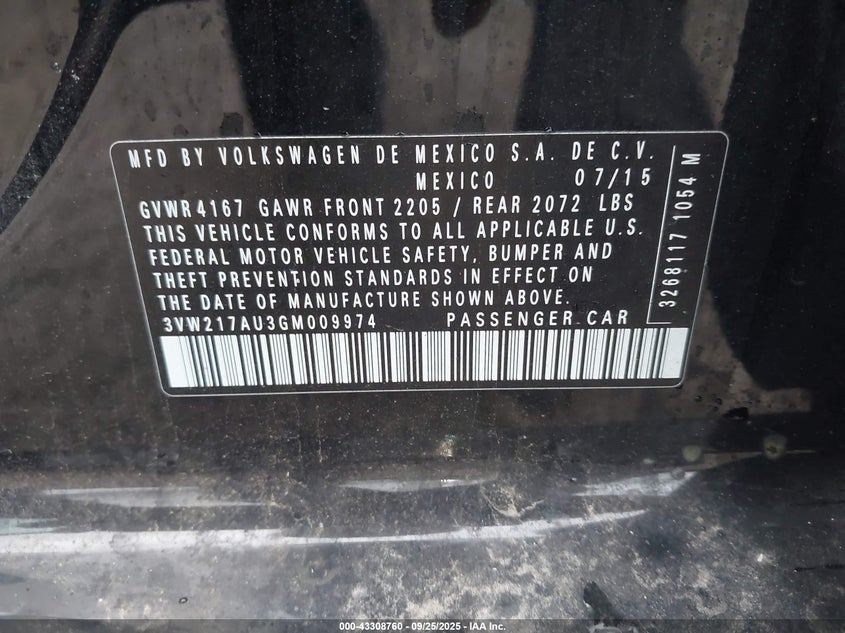 MFD BY VOLKSWAGEN DE MEXICO S.A. DE C.V.
MEXICO 07/15
GVWR 4167 GAWR FRONT 2205 / REAR 2072 LBS
THIS VEHICLE CONFORMS TO ALL APPLICABLE U.S.
FEDERAL MOTOR VEHICLE SAFETY, BUMPER AND
THEFT PREVENTION STANDARDS IN EFFECT ON
THE DATE OF MANUFACTURE SHOWN ABOVE.
3VW217AU3GM009974 PASSENGER CAR
3268117 1054 M
000-43308760 - 09/25/2025 - IAA Inc.